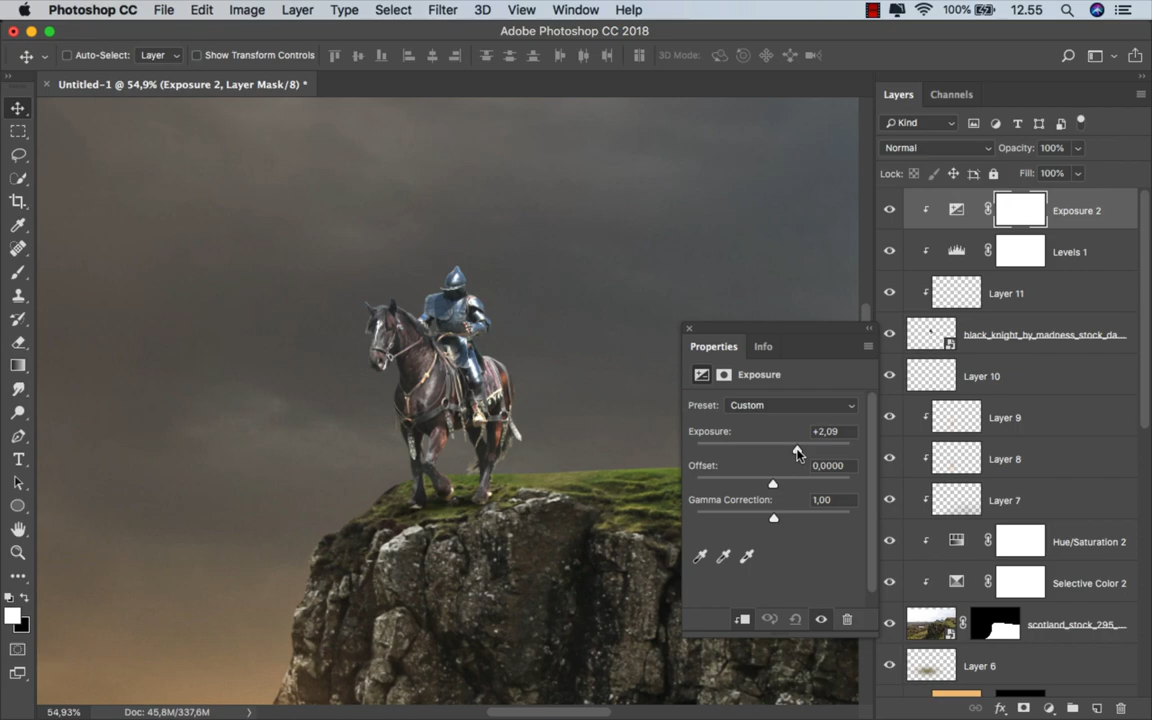 Photoshop CC File Edit Image Layer Type Select Filter 3D View Window Help 100% 12.55
Adobe Photoshop CC 2018
Auto-Select: Layer Show Transform Controls 3D Mode:
Untitled-1 @ 54,9% (Exposure 2, Layer Mask/8) *
Layers Channels
Kind
Normal Opacity: 100%
Lock: Fill: 100%
Exposure 2
Levels 1
Layer 11
black_knight_by_madness_stock_da...
Layer 10
Layer 9
Layer 8
Layer 7
Hue/Saturation 2
Selective Color 2
scotland_stock_295_...
Layer 6
Properties Info
Exposure
Preset: Custom
Exposure: +2,09
Offset: 0,0000
Gamma Correction: 1,00
54,93% Doc: 45,8M/337,6M